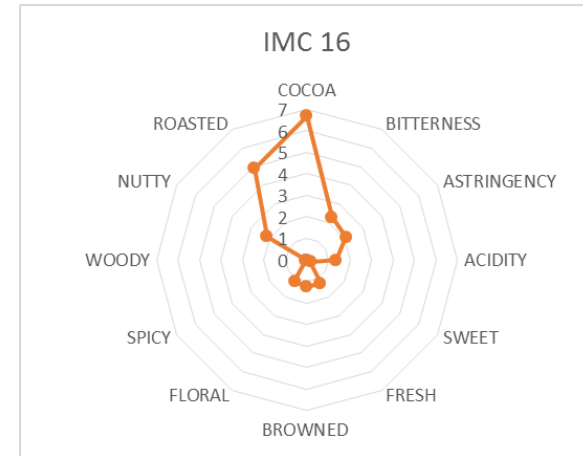 IMC 16
COCOA
ROASTED
BITTERNESS
NUTTY
ASTRINGENCY
WOODY
ACIDITY
SPICY
SWEET
FLORAL
FRESH
BROWNED
7
6
5
4
3
2
1
0